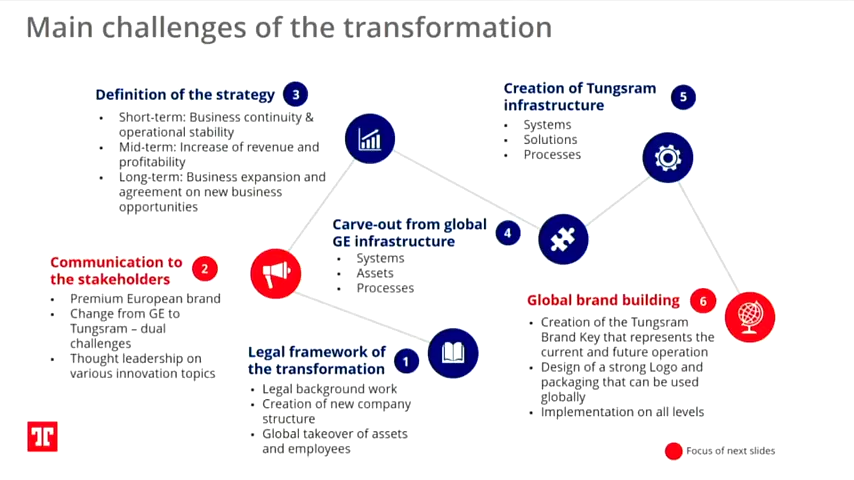 Main challenges of the transformation
Legal framework of
the transformation
1
• Legal background work
• Creation of new company
structure
• Global takeover of assets
and employees
Communication to
the stakeholders
2
• Premium European brand
• Change from GE to
Tungsram – dual
challenges
• Thought leadership on
various innovation topics
Definition of the strategy
3
• Short-term: Business continuity &
operational stability
• Mid-term: Increase of revenue and
profitability
• Long-term: Business expansion and
agreement on new business
opportunities
Carve-out from global
GE infrastructure
4
• Systems
• Assets
• Processes
Creation of Tungsram
infrastructure
5
• Systems
• Solutions
• Processes
Global brand building
6
• Creation of the Tungsram
Brand Key that represents the
current and future operation
• Design of a strong Logo and
packaging that can be used
globally
• Implementation on all levels
Focus of next slides